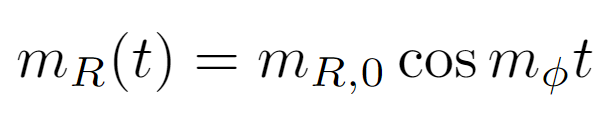 $m_R(t) = m_{R,0} \cos m_\phi t$